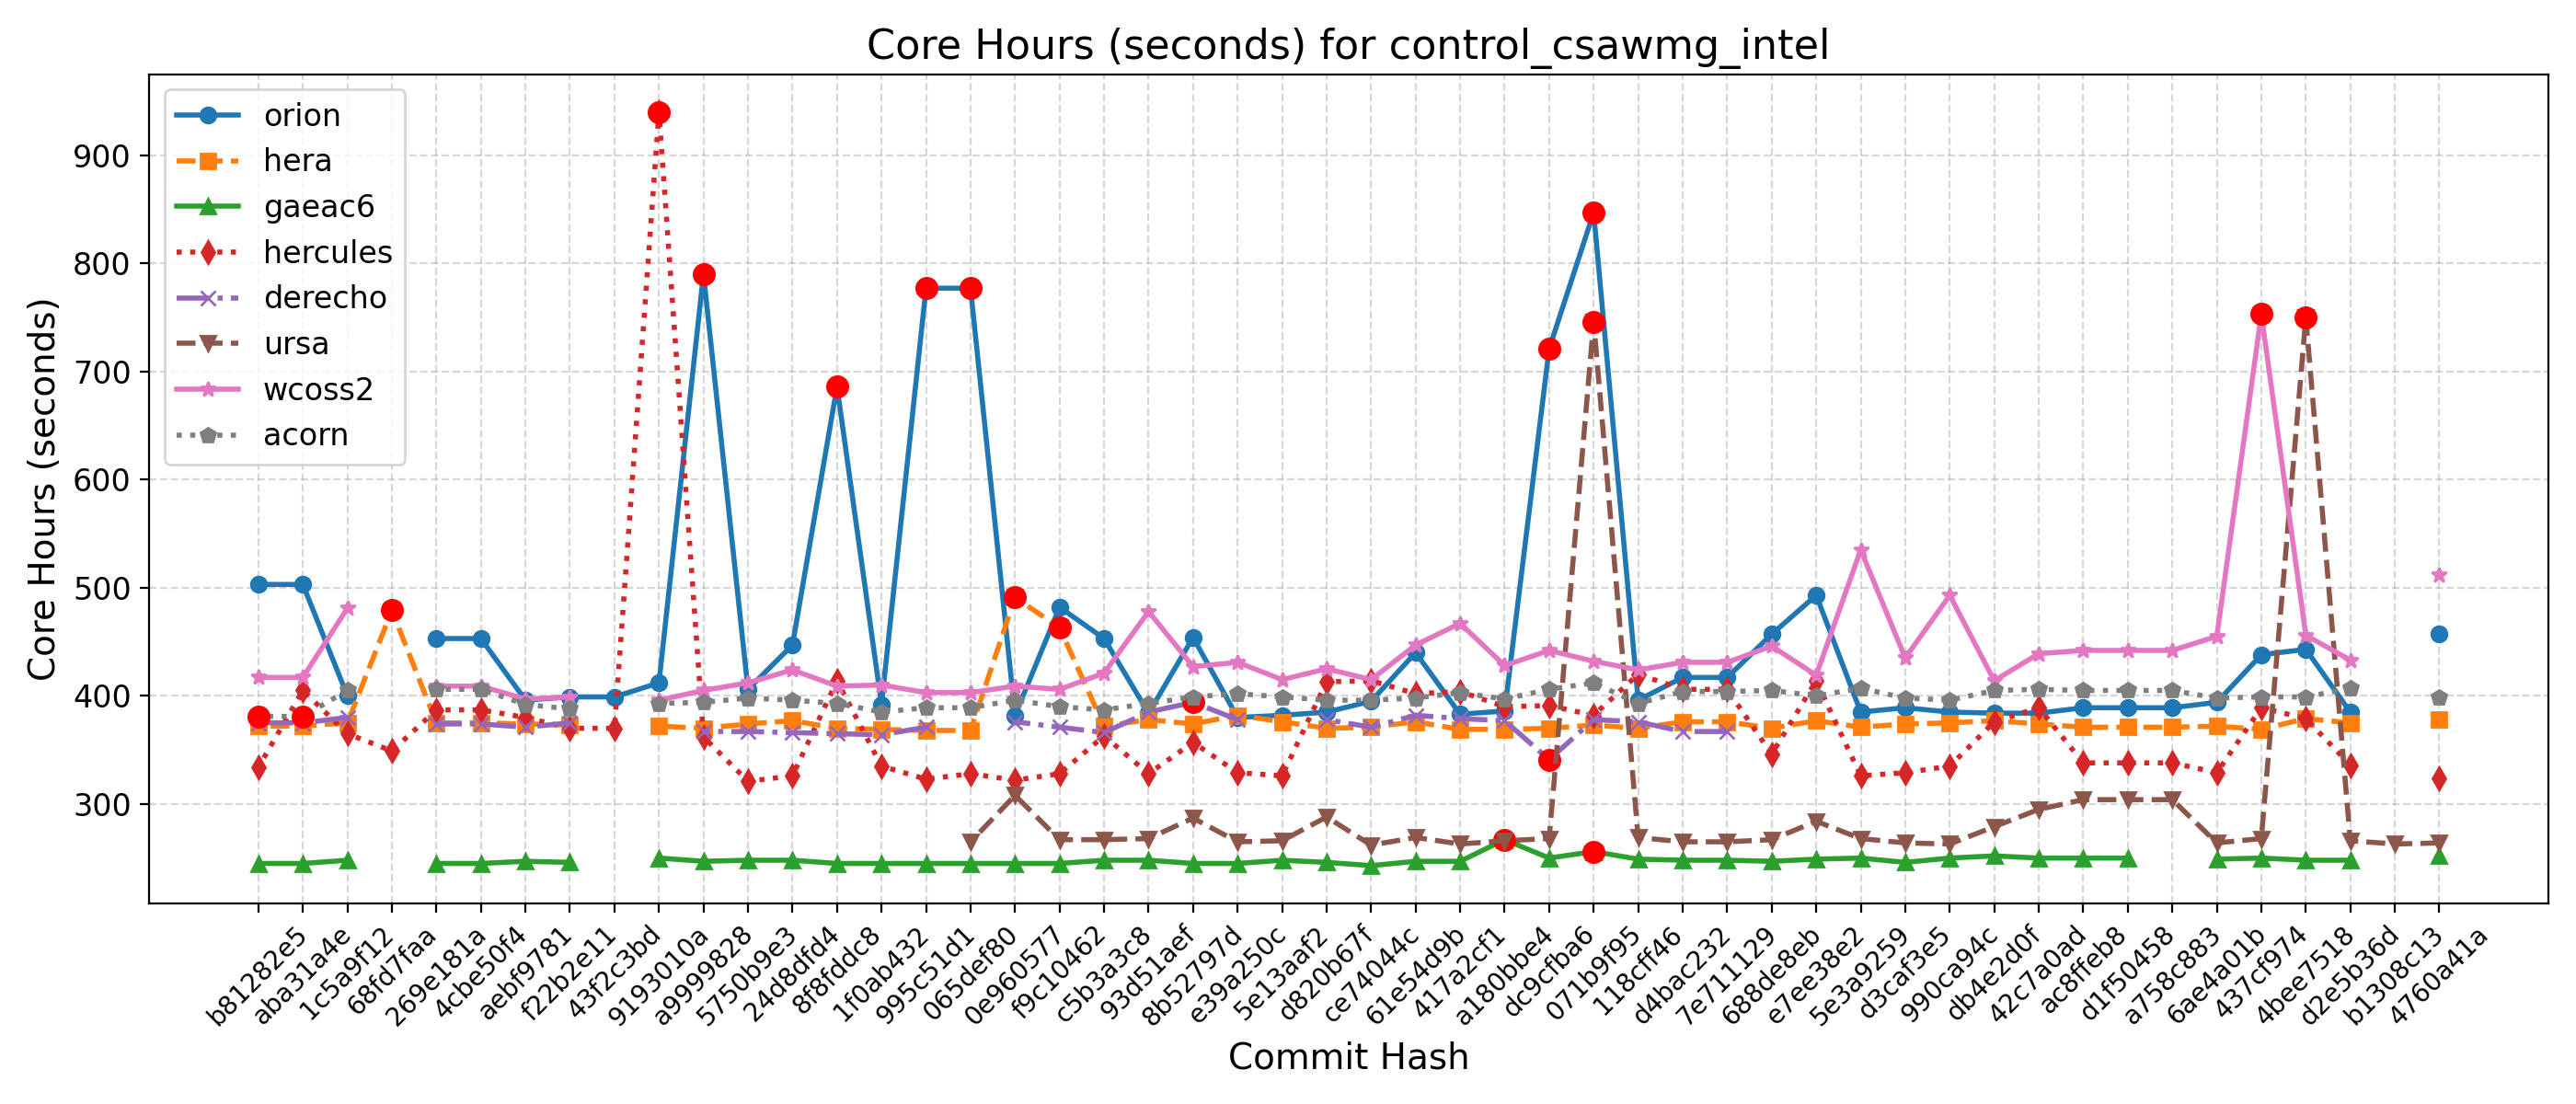 Core Hours (seconds) for control_csawmg_intel
Core Hours (seconds)
900
800
700
600
500
400
300
orion
hera
gaeac6
hercules
derecho
ursa
wcoss2
acorn
b81282e5
aba31a4e
1c5a9f12
68fd7faa
269e181a
4cbe50f4
aebf9781
f22b2e11
43f2c3bd
9193010a
a9999828
5750b9e3
24d8dfd4
8f8fddc8
1f0ab432
995c51d1
065def80
0e960577
f9c10462
c5b3a3c8
93d51aef
8b52797d
e39a250c
5e13aaf2
d820b67f
ce74044c
61e54d9b
417a2cf1
a180bbe4
dc9cfba6
071b9f95
118cff46
d4bac232
7e711129
688de8eb
e7ee38e2
5e3a9259
d3caf3e5
990ca94c
db4e2d0f
42c7a0ad
ac8ffeb8
d1f50458
a758c883
6ae4a01b
437cf974
4bee7518
d2e5b36d
b1308c13
4760a41a
Commit Hash